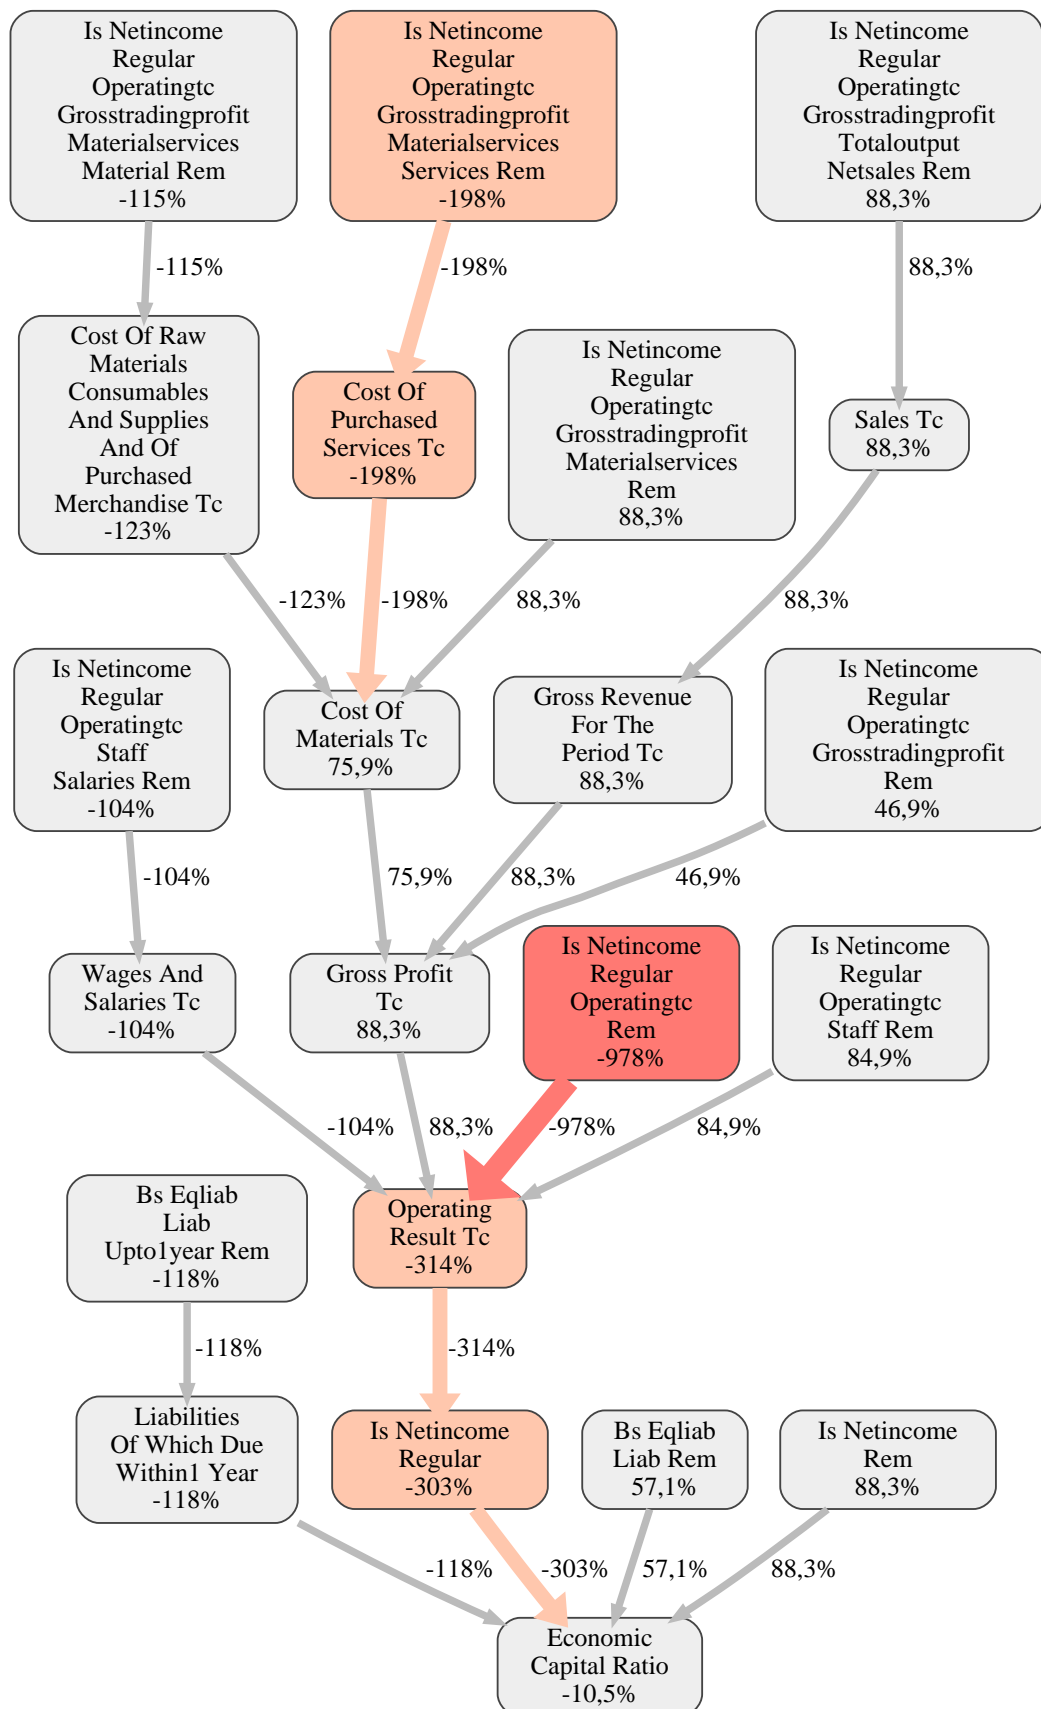 Is Netincome
Regular
Operatingtc
Grosstradingprofit
Materialservices
Material Rem
-115%
Is Netincome
Regular
Operatingtc
Grosstradingprofit
Materialservices
Services Rem
-198%
Is Netincome
Regular
Operatingtc
Grosstradingprofit
Totaloutput
Netsales Rem
88,3%
-115%
-198%
88,3%
Cost Of Raw
Materials
Consumables
And Supplies
And Of
Purchased
Merchandise Tc
-123%
Cost Of
Purchased
Services Tc
-198%
Is Netincome
Regular
Operatingtc
Grosstradingprofit
Materialservices
Rem
88,3%
Sales Tc
88,3%
-123%
-198%
88,3%
88,3%
Is Netincome
Regular
Operatingtc
Staff
Salaries Rem
-104%
Cost Of
Materials Tc
75,9%
Gross Revenue
For The
Period Tc
88,3%
Is Netincome
Regular
Operatingtc
Grosstradingprofit
Rem
46,9%
-104%
75,9%
88,3%
46,9%
Wages And
Salaries Tc
-104%
Gross Profit
Tc
88,3%
Is Netincome
Regular
Operatingtc
Rem
-978%
Is Netincome
Regular
Operatingtc
Staff Rem
84,9%
-104%
88,3%
-978%
84,9%
Bs Eqliab
Liab
Upto1year Rem
-118%
Operating
Result Tc
-314%
-118%
-314%
Liabilities
Of Which Due
Within1 Year
-118%
Is Netincome
Regular
-303%
Bs Eqliab
Liab Rem
57,1%
Is Netincome
Rem
88,3%
-118%
-303%
57,1%
88,3%
Economic
Capital Ratio
-10,5%